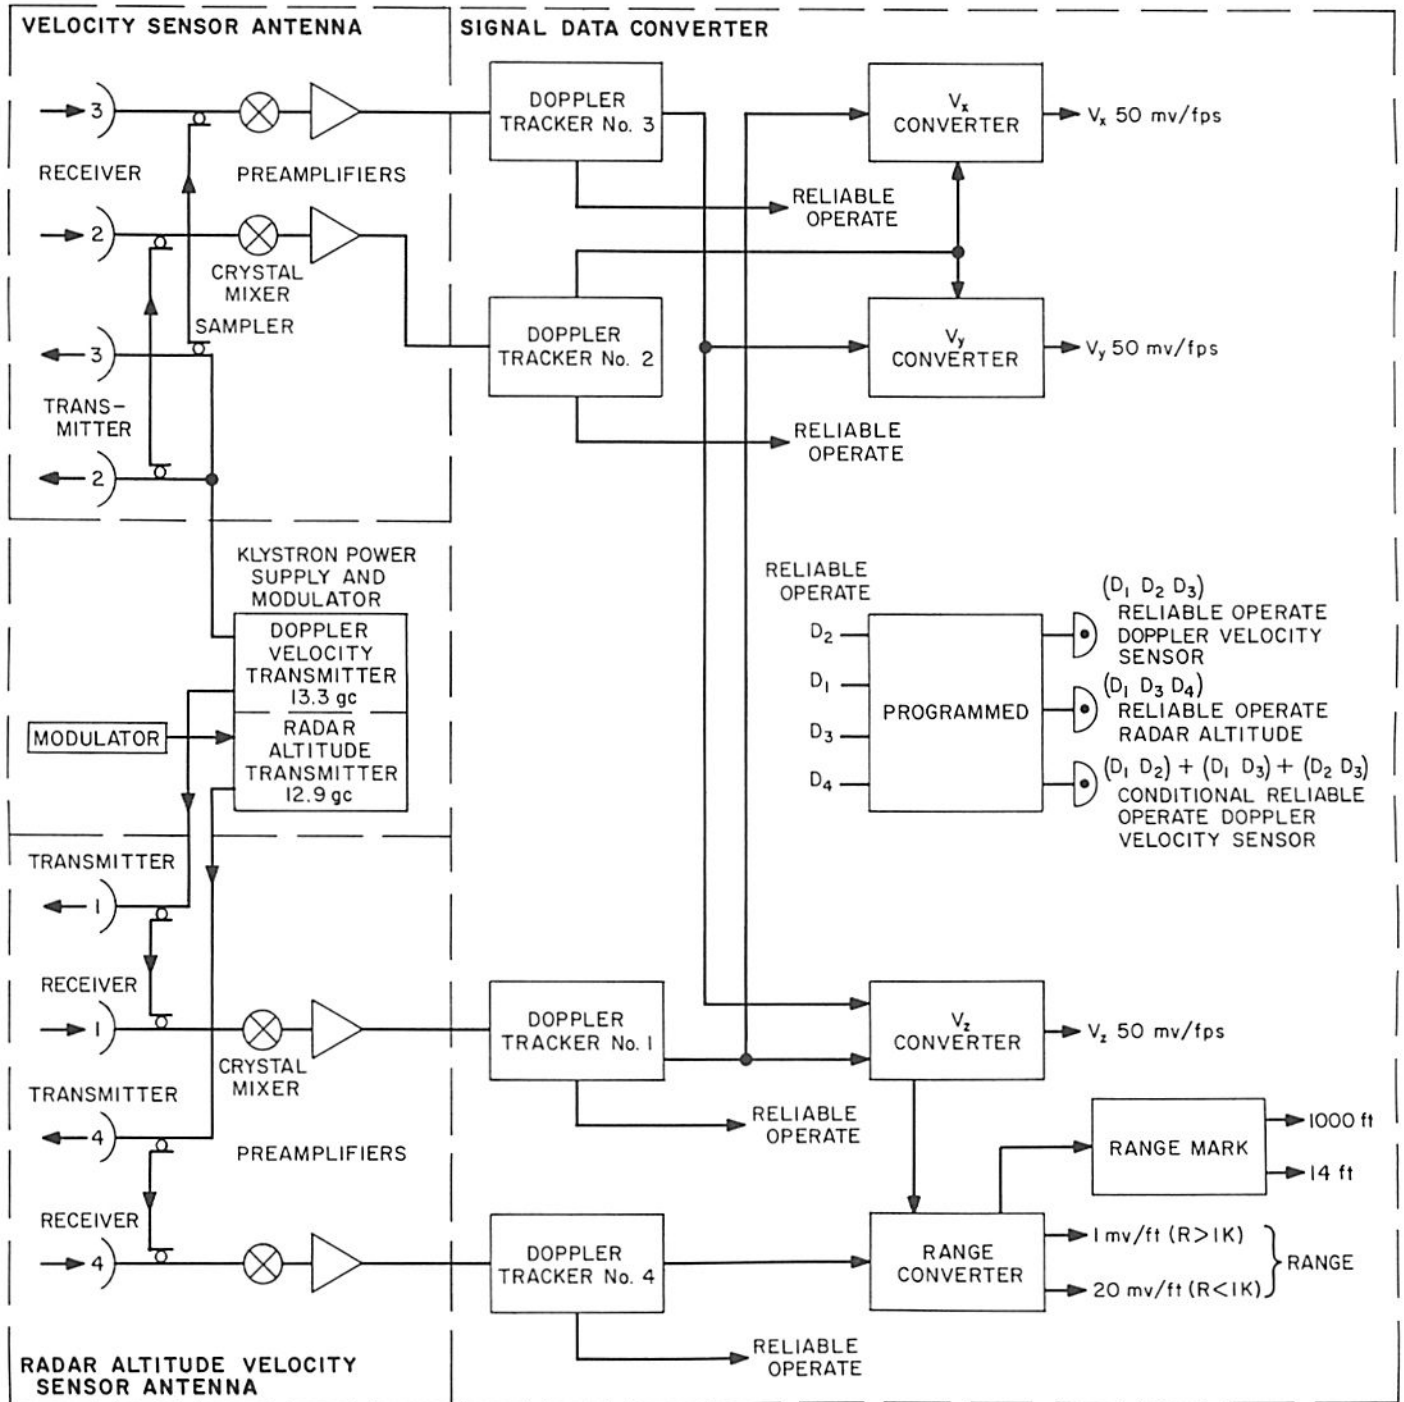 VELOCITY SENSOR ANTENNA
SIGNAL DATA CONVERTER
3
RECEIVER
PREAMPLIFIERS
2
CRYSTAL
MIXER
SAMPLER
3
TRANS-
MITTER
2
DOPPLER
TRACKER No. 3
RELIABLE
OPERATE
DOPPLER
TRACKER No. 2
RELIABLE
OPERATE
Vx
CONVERTER
Vx 50 mv/fps
Vy
CONVERTER
Vy 50 mv/fps
KLYSTRON POWER
SUPPLY AND
MODULATOR
DOPPLER
VELOCITY
TRANSMITTER
13.3 gc
MODULATOR
RADAR
ALTITUDE
TRANSMITTER
12.9 gc
RELIABLE
OPERATE
D2
D1
D3
D4
PROGRAMMED
(D1 D2 D3)
RELIABLE OPERATE
DOPPLER VELOCITY
SENSOR
(D1 D3 D4)
RELIABLE OPERATE
RADAR ALTITUDE
(D1 D2) + (D1 D3) + (D2 D3)
CONDITIONAL RELIABLE
OPERATE DOPPLER
VELOCITY SENSOR
TRANSMITTER
1
RECEIVER
1
CRYSTAL
MIXER
TRANSMITTER
4
PREAMPLIFIERS
RECEIVER
4
DOPPLER
TRACKER No. 1
RELIABLE
OPERATE
DOPPLER
TRACKER No. 4
RELIABLE
OPERATE
Vz
CONVERTER
Vz 50 mv/fps
RANGE MARK
1000 ft
14 ft
RANGE
CONVERTER
1 mv/ft (R>1K)
20 mv/ft (R<1K)
RANGE
RADAR ALTITUDE VELOCITY
SENSOR ANTENNA